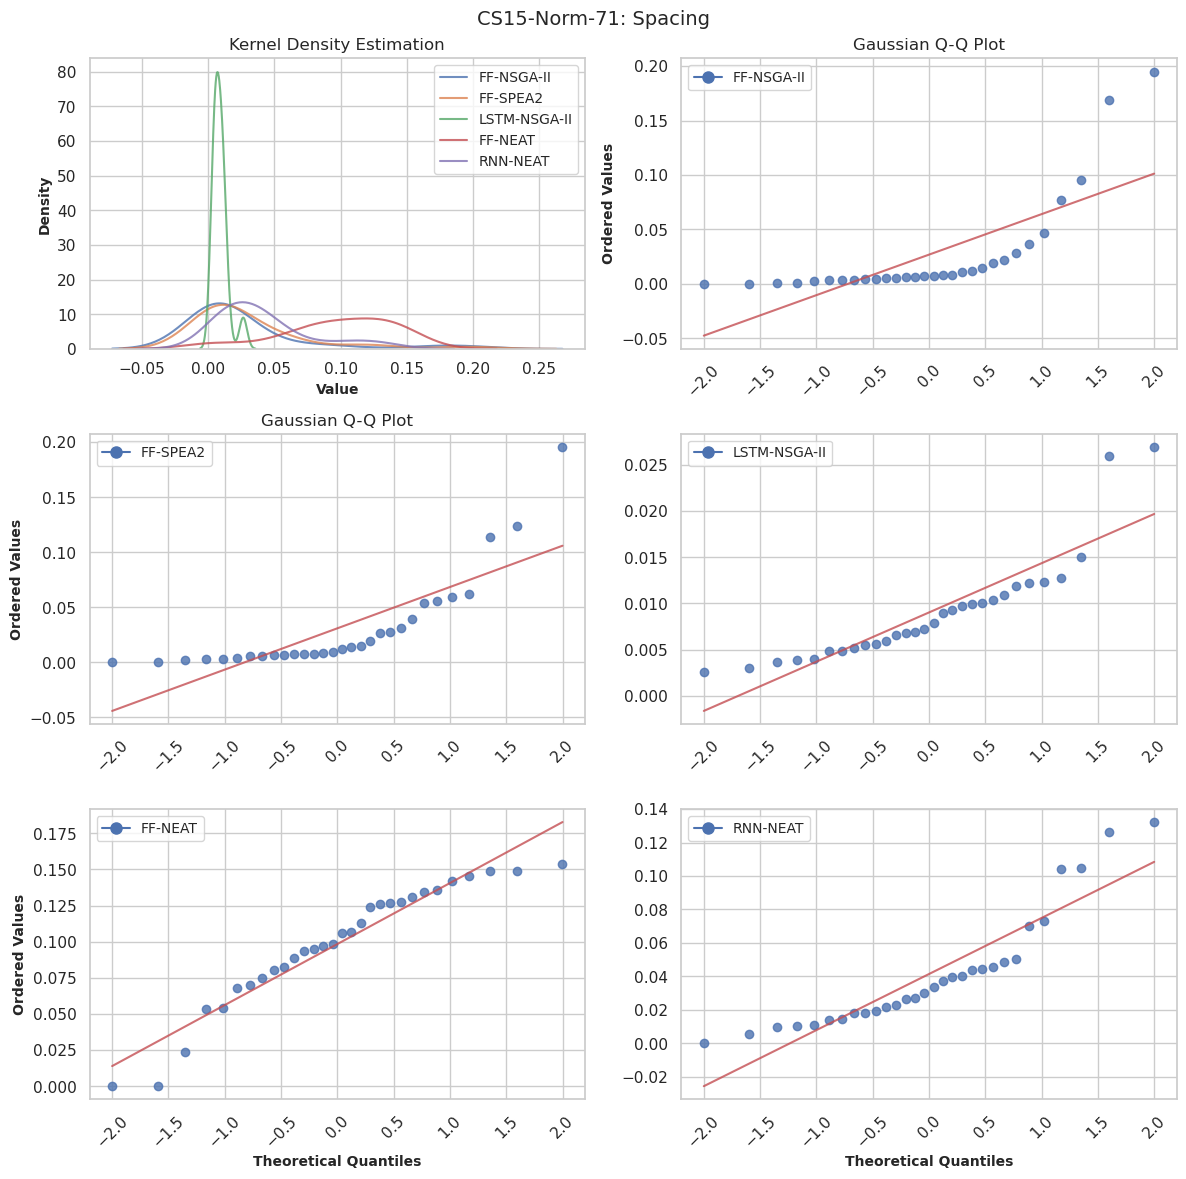 CS15-Norm-71: Spacing
Kernel Density Estimation
80
70
60
50
40
30
20
10
0
Density
FF-NSGA-II
FF-SPEA2
LSTM-NSGA-II
FF-NEAT
RNN-NEAT
−0.05 0.00 0.05 0.10 0.15 0.20 0.25
Value
Gaussian Q-Q Plot
FF-NSGA-II
0.20
0.15
0.10
0.05
0.00
−0.05
Ordered Values
−2.0 −1.5 −1.0 −0.5 0.0 0.5 1.0 1.5 2.0
Gaussian Q-Q Plot
FF-SPEA2
0.20
0.15
0.10
0.05
0.00
−0.05
Ordered Values
−2.0 −1.5 −1.0 −0.5 0.0 0.5 1.0 1.5 2.0
LSTM-NSGA-II
0.025
0.020
0.015
0.010
0.005
0.000
−2.0 −1.5 −1.0 −0.5 0.0 0.5 1.0 1.5 2.0
FF-NEAT
0.175
0.150
0.125
0.100
0.075
0.050
0.025
0.000
Ordered Values
−2.0 −1.5 −1.0 −0.5 0.0 0.5 1.0 1.5 2.0
Theoretical Quantiles
RNN-NEAT
0.14
0.12
0.10
0.08
0.06
0.04
0.02
0.00
−0.02
−2.0 −1.5 −1.0 −0.5 0.0 0.5 1.0 1.5 2.0
Theoretical Quantiles